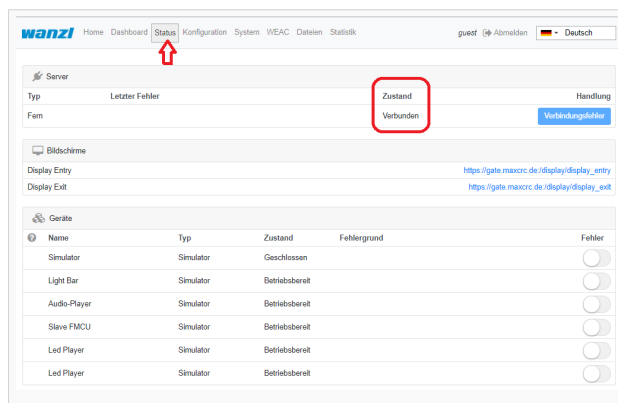 wanzl Home Dashboard Status Konfiguration System WEAC Dateien Statistik guest Abmelden Deutsch
Server
Typ Letzter Fehler Zustand Handlung
Fern Verbunden Verbindungsfehler
Bildschirme
Display Entry https://gate.maxcrc.de:/display/display_entry
Display Exit https://gate.maxcrc.de:/display/display_exit
Geräte
Name Typ Zustand Fehlergrund Fehler
Simulator Simulator Geschlossen
Light Bar Simulator Betriebsbereit
Audio-Player Simulator Betriebsbereit
Slave FMCU Simulator Betriebsbereit
Led Player Simulator Betriebsbereit
Led Player Simulator Betriebsbereit